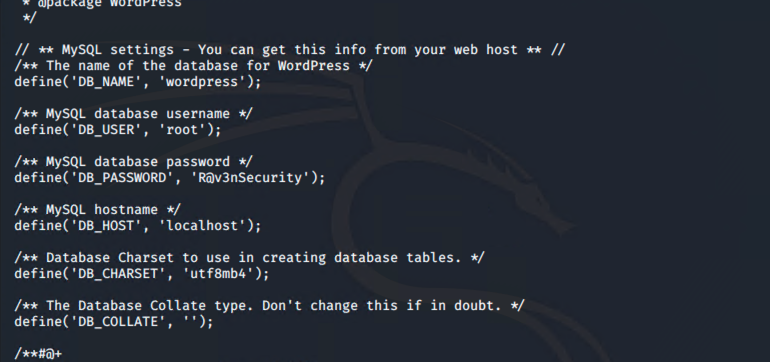 * @package WordPress
*/
// ** MySQL settings - You can get this info from your web host ** //
/** The name of the database for WordPress */
define('DB_NAME', 'wordpress');
/** MySQL database username */
define('DB_USER', 'root');
/** MySQL database password */
define('DB_PASSWORD', 'R@v3nSecurity');
/** MySQL hostname */
define('DB_HOST', 'localhost');
/** Database Charset to use in creating database tables. */
define('DB_CHARSET', 'utf8mb4');
/** The Database Collate type. Don't change this if in doubt. */
define('DB_COLLATE', '');
/**#@+